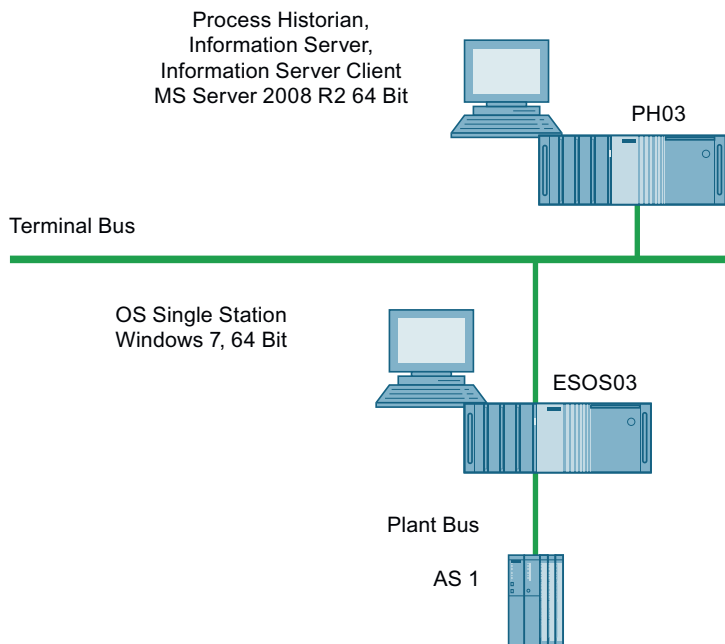 Process Historian,
Information Server,
Information Server Client
MS Server 2008 R2 64 Bit
PH03
Terminal Bus
OS Single Station
Windows 7, 64 Bit
ESOS03
Plant Bus
AS 1